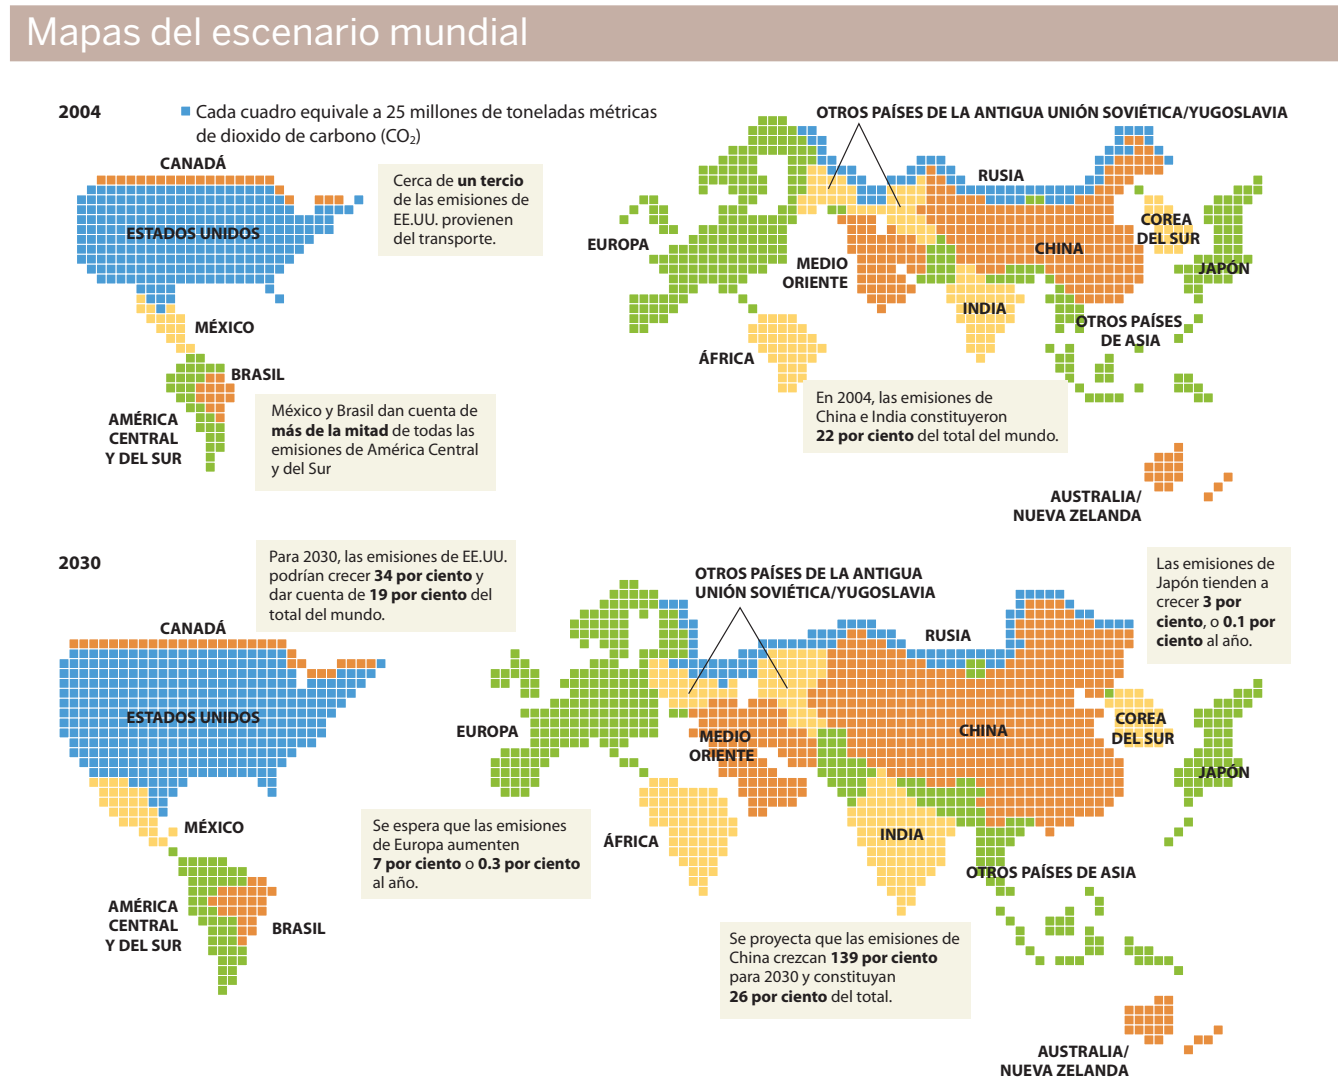 Mapas del escenario mundial
2004
Cada cuadro equivale a 25 millones de toneladas métricas
de dioxido de carbono (CO₂)
CANADÁ
ESTADOS UNIDOS
Cerca de un tercio
de las emisiones de
EE.UU. provienen
del transporte.
MÉXICO
BRASIL
AMÉRICA
CENTRAL
Y DEL SUR
México y Brasil dan cuenta de
más de la mitad de todas las
emisiones de América Central
y del Sur
OTROS PAÍSES DE LA ANTIGUA UNIÓN SOVIÉTICA/YUGOSLAVIA
RUSIA
EUROPA
MEDIO
ORIENTE
CHINA
COREA
DEL SUR
JAPÓN
INDIA
OTROS PAÍSES
DE ASIA
ÁFRICA
En 2004, las emisiones de
China e India constituyeron
22 por ciento del total del mundo.
AUSTRALIA/
NUEVA ZELANDA
2030
Para 2030, las emisiones de EE.UU.
podrían crecer 34 por ciento y
dar cuenta de 19 por ciento del
total del mundo.
CANADÁ
ESTADOS UNIDOS
MÉXICO
AMÉRICA
CENTRAL
Y DEL SUR
BRASIL
Se espera que las emisiones
de Europa aumenten
7 por ciento o 0.3 por ciento
al año.
OTROS PAÍSES DE LA ANTIGUA
UNIÓN SOVIÉTICA/YUGOSLAVIA
RUSIA
Las emisiones de
Japón tienden a
crecer 3 por
ciento, o 0.1 por
ciento al año.
EUROPA
MEDIO
ORIENTE
CHINA
COREA
DEL SUR
JAPÓN
ÁFRICA
INDIA
OTROS PAÍSES DE ASIA
Se proyecta que las emisiones de
China crezcan 139 por ciento
para 2030 y constituyan
26 por ciento del total.
AUSTRALIA/
NUEVA ZELANDA